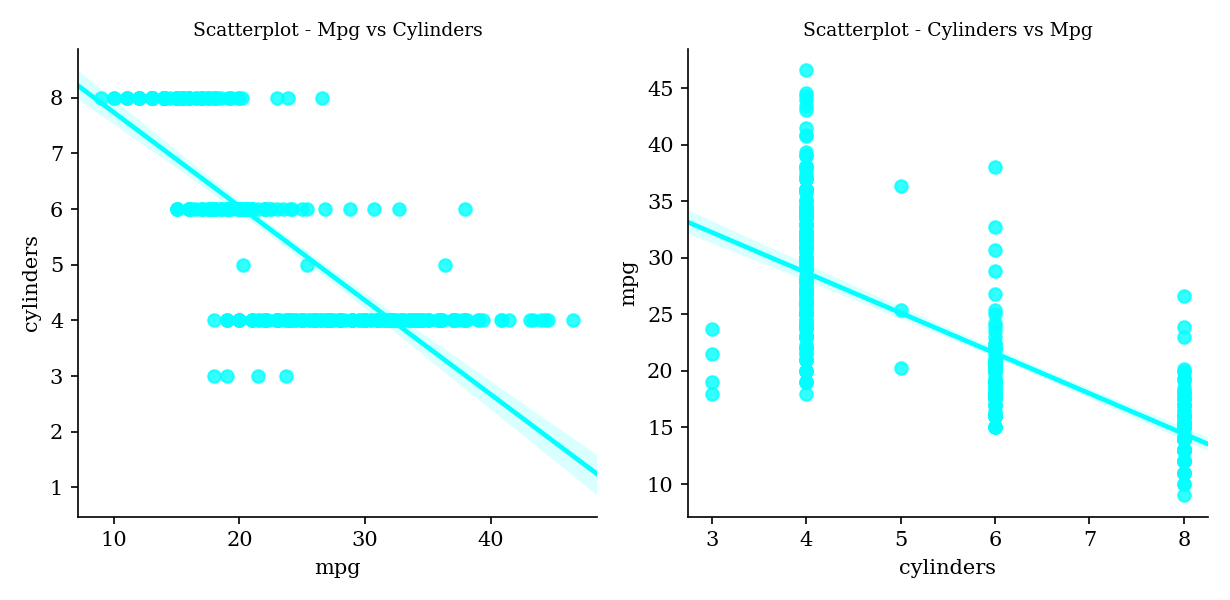 Scatterplot - Mpg vs Cylinders
8
7
6
5
4
3
2
1
cylinders
10 20 30 40
mpg
Scatterplot - Cylinders vs Mpg
45
40
35
30
25
20
15
10
mpg
3 4 5 6 7 8
cylinders